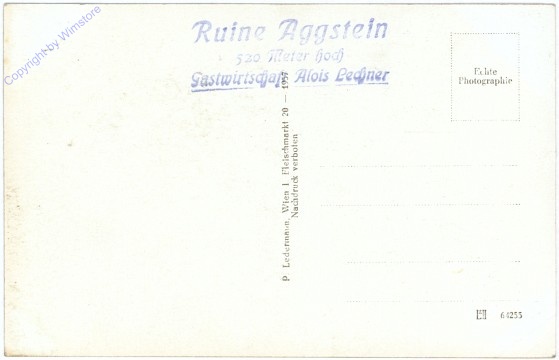 Copyright by Wimstore
Ruine Aggstein
520 Meter hoch
Gastwirtschaft Alois Lechner
Echte
Photographie
P. Ledermann, Wien I Fleischmarkt 20 — 1957
Nachdruck verboten
64255